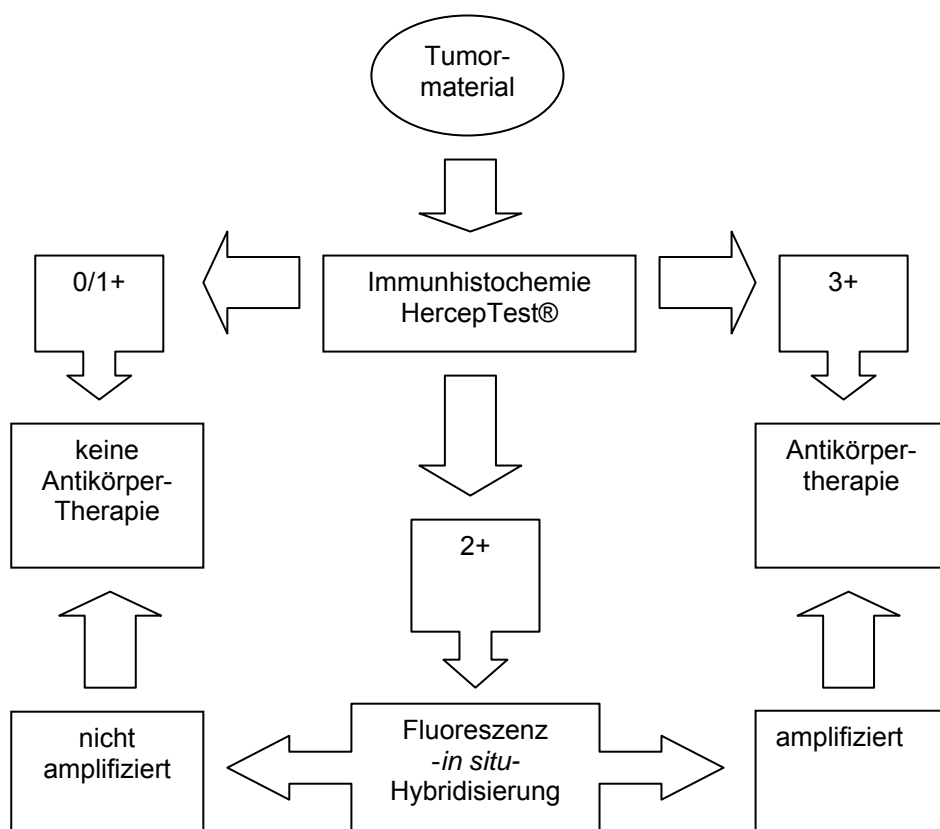 Tumor-
material
0/1+
Immunhistochemie
HercepTest®
3+
keine
Antikörper-
Therapie
Antikörper-
therapie
2+
nicht
amplifiziert
Fluoreszenz
-in situ-
Hybridisierung
amplifiziert